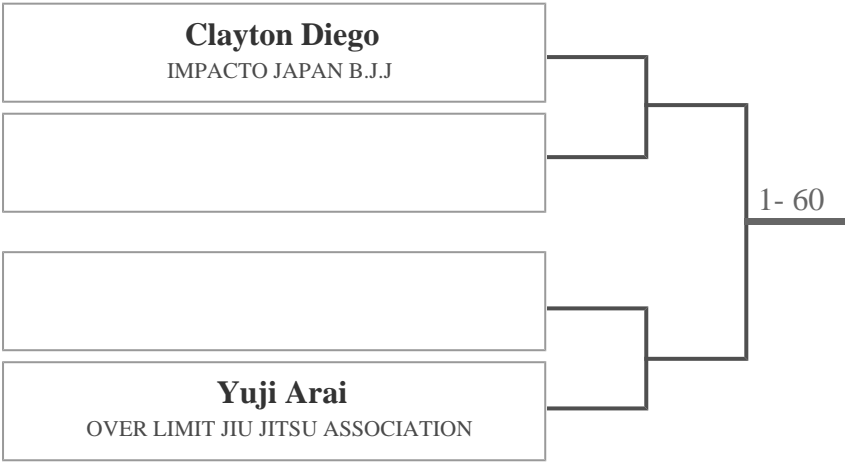 Clayton Diego
IMPACTO JAPAN B.J.J
1- 60
Yuji Arai
OVER LIMIT JIU JITSU ASSOCIATION